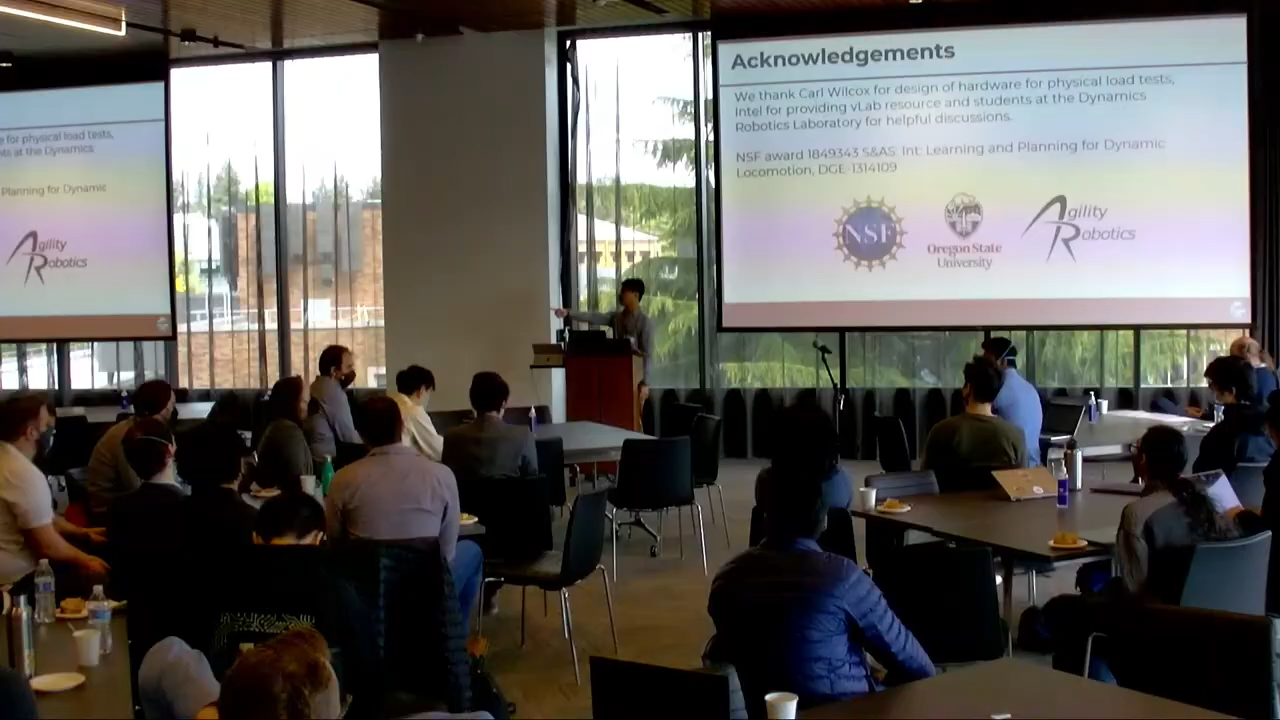 e for physical load tests,
nts at the Dynamics
Planning for Dynamic
Agility
Robotics
Acknowledgements
We thank Carl Wilcox for design of hardware for physical load tests,
Intel for providing vLab resource and students at the Dynamics
Robotics Laboratory for helpful discussions.
NSF award 1849343 S&AS: Int: Learning and Planning for Dynamic
Locomotion, DGE-1314109
NSF
Oregon State
University
Agility
Robotics